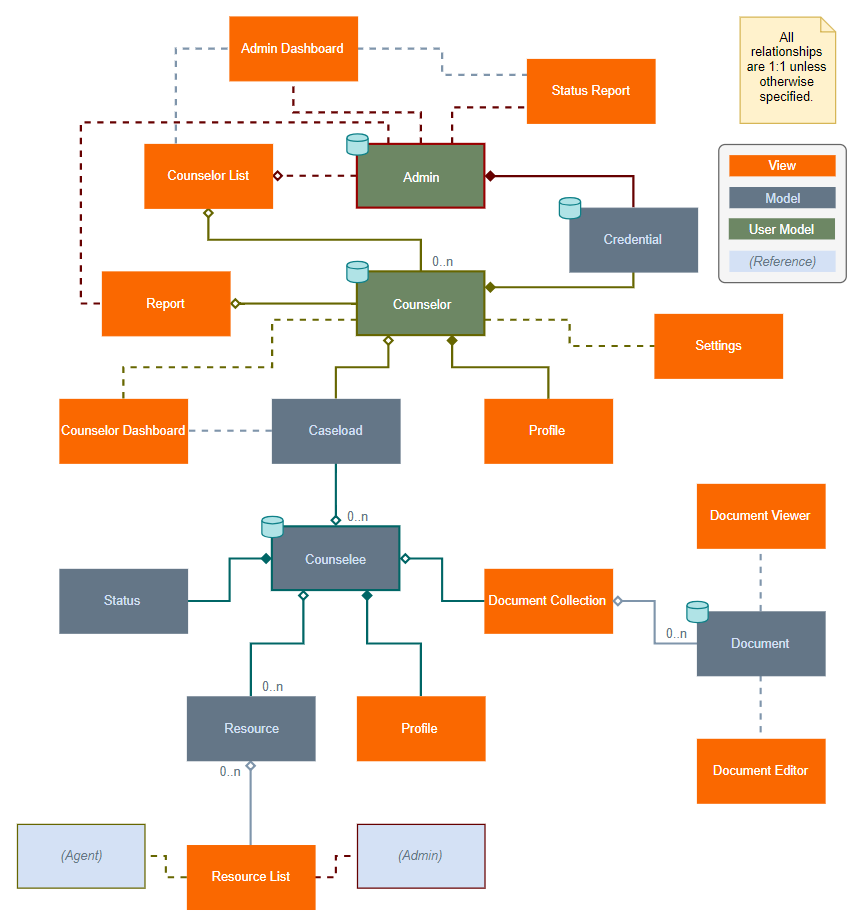 Admin Dashboard
All
relationships
are 1:1 unless
otherwise
specified.
Status Report
Counselor List
Admin
View
Model
User Model
(Reference)
Credential
0..n
Report
Counselor
Settings
Counselor Dashboard
Caseload
Profile
0..n
Counselee
Document Viewer
Status
Document Collection
0..n
Document
0..n
Resource
Profile
0..n
Document Editor
(Agent)
(Admin)
Resource List